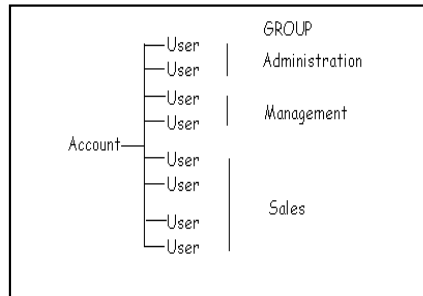 GROUP
User
User
Administration
User
User
Management
Account
User
User
User
User
Sales